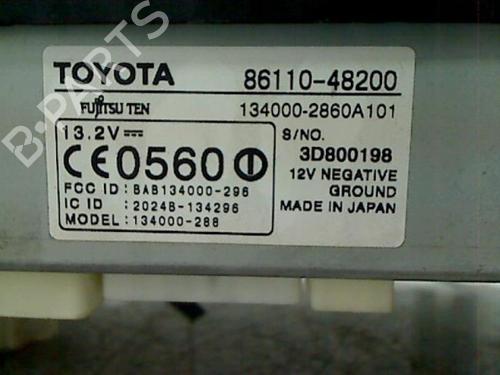 B-PARTS
TOYOTA 86110-48200
FUJITSU TEN 134000-2860A101
13.2V S/NO.
CE0560 3D800198
FCC ID : BAB134000-296 12V NEGATIVE
IC ID : 2024B-134296 GROUND
MODEL : 134000-288 MADE IN JAPAN